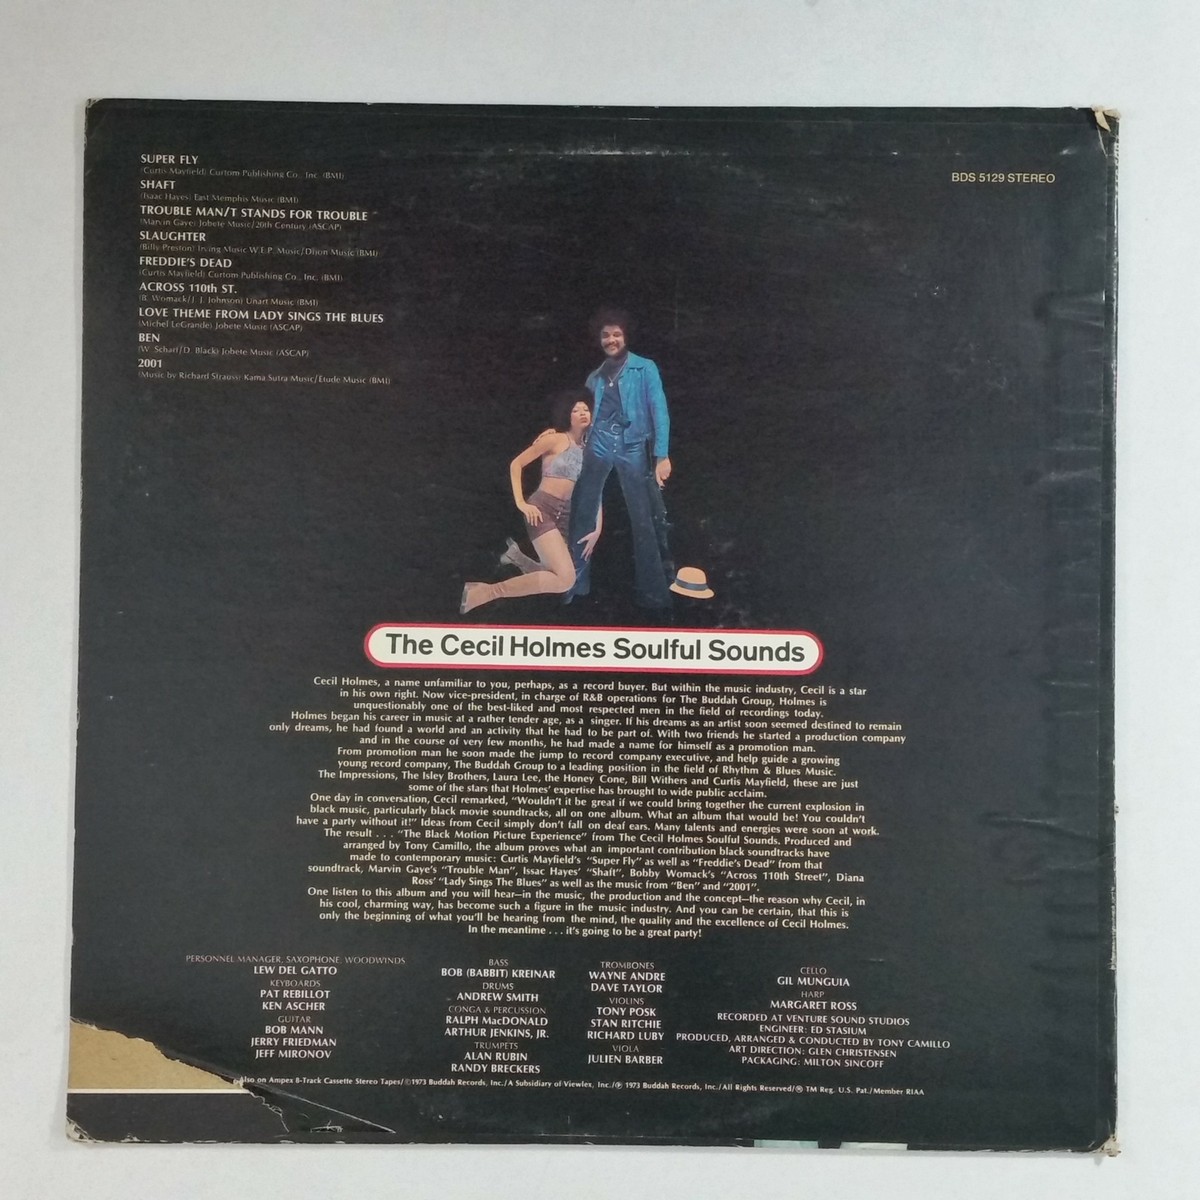 SUPER FLY
(Curtis Mayfield) Curtom Publishing Co., Inc. (BMI)
SHAFT
(Isaac Hayes) East Memphis Music (BMI)
TROUBLE MAN/T STANDS FOR TROUBLE
(Marvin Gaye) Jobete Music/20th Century (ASCAP)
SLAUGHTER
(Billy Preston) Irving Music W.E.P. Music/Dixon Music (BMI)
FREDDIE'S DEAD
(Curtis Mayfield) Curtom Publishing Co., Inc. (BMI)
ACROSS 110th ST.
(B. Womack/J. J. Johnson) Unart Music (BMI)
LOVE THEME FROM LADY SINGS THE BLUES
(Michel LeGrande) Jobete Music (ASCAP)
BEN
(W. Scharf/D. Black) Jobete Music (ASCAP)
2001
(Music by Richard Strauss) Kama Sutra Music/Etude Music (BMI)
BDS 5129 STEREO
The Cecil Holmes Soulful Sounds
Cecil Holmes, a name unfamiliar to you, perhaps, as a record buyer. But within the music industry, Cecil is a star
in his own right. Now vice-president, in charge of R&B operations for The Buddah Group, Holmes is
unquestionably one of the best-liked and most respected men in the field of recordings today.
Holmes began his career in music at a rather tender age, as a singer. If his dreams as an artist soon seemed destined to remain
only dreams, he had found a world and an activity that he had to be part of. With two friends he started a production company
and in the course of very few months, he had made a name for himself as a promotion man.
From promotion man he soon made the jump to record company executive, and help guide a growing
young record company, The Buddah Group to a leading position in the field of Rhythm & Blues Music.
The Impressions, The Isley Brothers, Laura Lee, the Honey Cone, Bill Withers and Curtis Mayfield, these are just
some of the stars that Holmes' expertise has brought to wide public acclaim.
One day in conversation, Cecil remarked, "Wouldn't it be great if we could bring together the current explosion in
black music, particularly black movie soundtracks, all on one album. What an album that would be! You couldn't
have a party without it!" Ideas from Cecil simply don't fall on deaf ears. Many talents and energies were soon at work.
The result . . . "The Black Motion Picture Experience" from The Cecil Holmes Soulful Sounds. Produced and
arranged by Tony Camillo, the album proves what an important contribution black soundtracks have
made to contemporary music: Curtis Mayfield's "Super Fly" as well as "Freddie's Dead" from that
soundtrack, Marvin Gaye's "Trouble Man", Issac Hayes' "Shaft", Bobby Womack's "Across 110th Street", Diana
Ross' "Lady Sings The Blues" as well as the music from "Ben" and "2001".
One listen to this album and you will hear—in the music, the production and the concept—the reason why Cecil, in
his cool, charming way, has become such a figure in the music industry. And you can be certain, that this is
only the beginning of what you'll be hearing from the mind, the quality and the excellence of Cecil Holmes.
In the meantime . . . it's going to be a great party!
PERSONNEL MANAGER, SAXOPHONE WOODWINDS
LEW DEL GATTO
KEYBOARDS
PAT REBILLOT
KEN ASCHER
GUITAR
BOB MANN
JERRY FRIEDMAN
JEFF MIRONOV
BASS
BOB (BABBIT) KREINAR
DRUMS
ANDREW SMITH
CONGA & PERCUSSION
RALPH MacDONALD
ARTHUR JENKINS, JR.
TRUMPETS
ALAN RUBIN
RANDY BRECKERS
TROMBONES
WAYNE ANDRE
DAVE TAYLOR
VIOLINS
TONY POSK
STAN RITCHIE
RICHARD LUBY
VIOLA
JULIEN BARBER
CELLO
GIL MUNGUIA
HARP
MARGARET ROSS
RECORDED AT VENTURE SOUND STUDIOS
ENGINEER: ED STASIUM
PRODUCED, ARRANGED & CONDUCTED BY TONY CAMILLO
ART DIRECTION: GLEN CHRISTENSEN
PACKAGING: MILTON SINCOFF
Also on Ampex 8-Track Cassette Stereo Tapes/©1973 Buddah Records, Inc./A Subsidiary of Viewlex, Inc./℗ 1973 Buddah Records, Inc./All Rights Reserved/® TM Reg. U.S. Pat./Member RIAA